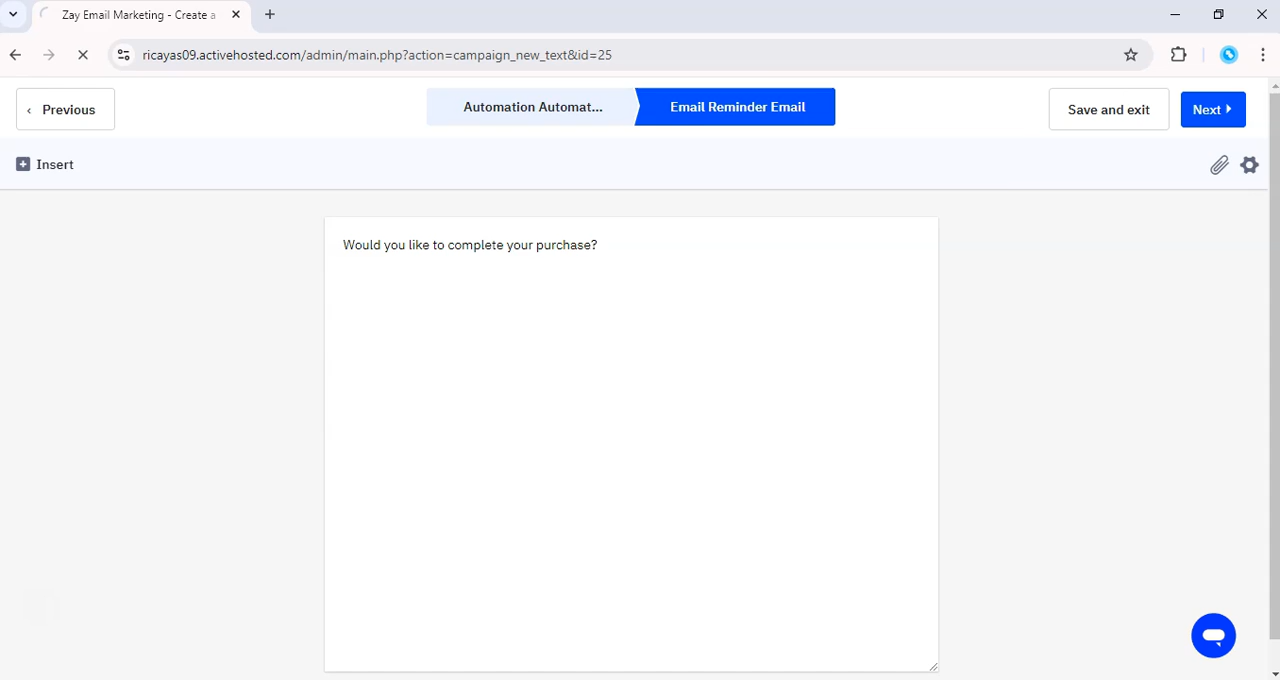 Zay Email Marketing - Create a
ricayas09.activehosted.com/admin/main.php?action=campaign_new_text&id=25
Previous
Automation Automat...
Email Reminder Email
Save and exit
Next
Insert
Would you like to complete your purchase?